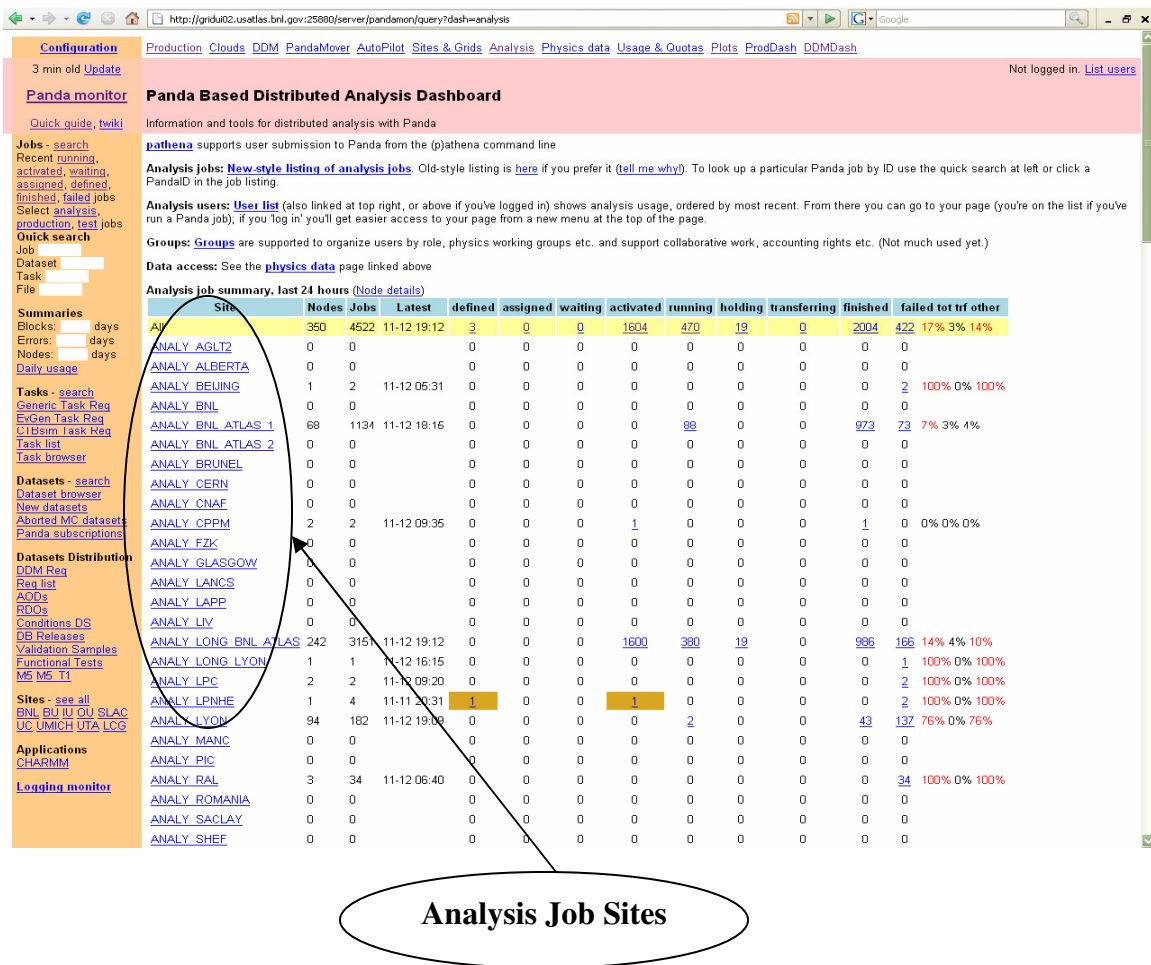 http://gridui02.usatlas.bnl.gov:25880/server/pandamon/query?dash=analysis
Google
Configuration
Production Clouds DDM PandaMover AutoPilot Sites & Grids Analysis Physics data Usage & Quotas Plots ProdDash DDMDash
3 min old Update
Not logged in. List users
Panda monitor
Panda Based Distributed Analysis Dashboard
Quick guide, twiki
Information and tools for distributed analysis with Panda
Jobs - search
Recent running,
activated, waiting,
assigned, defined,
finished, failed jobs
Select analysis,
production, test jobs
Quick search
Job
Dataset
Task
File
Summaries
Blocks: days
Errors: days
Nodes: days
Daily usage
Tasks - search
Generic Task Req
EvGen Task Req
CTBsim Task Req
Task list
Task browser
Datasets - search
Dataset browser
New datasets
Aborted MC datasets
Panda subscriptions
Datasets Distribution
DDM Req
Req list
AODs
RDOs
Conditions DS
DB Releases
Validation Samples
Functional Tests
M5 M5 T1
Sites - see all
BNL BU IU OU SLAC
UC UMICH UTA LCG
Applications
CHARMM
Logging monitor
pathena supports user submission to Panda from the (p)athena command line
Analysis jobs: New-style listing of analysis jobs. Old-style listing is here if you prefer it (tell me why!). To look up a particular Panda job by ID use the quick search at left or click a
PandaID in the job listing.
Analysis users: User list (also linked at top right, or above if you've logged in) shows analysis usage, ordered by most recent. From there you can go to your page (you're on the list if you've
run a Panda job); if you 'log in' you'll get easier access to your page from a new menu at the top of the page.
Groups: Groups are supported to organize users by role, physics working groups etc. and support collaborative work, accounting rights etc. (Not much used yet.)
Data access: See the physics data page linked above
Analysis job summary, last 24 hours (Node details)
Site Nodes Jobs Latest defined assigned waiting activated running holding transferring finished failed tot trf other
All 350 4522 11-12 19:12 3 0 0 1604 470 19 0 2004 422 17% 3% 14%
ANALY_AGLT2 0 0 0 0 0 0 0 0 0 0 0
ANALY_ALBERTA 0 0 0 0 0 0 0 0 0 0 0
ANALY_BEIJING 1 2 11-12 05:31 0 0 0 0 0 0 0 0 2 100% 0% 100%
ANALY_BNL 0 0 0 0 0 0 0 0 0 0 0
ANALY_BNL_ATLAS_1 68 1134 11-12 18:15 0 0 0 0 88 0 0 973 73 7% 3% 4%
ANALY_BNL_ATLAS_2 0 0 0 0 0 0 0 0 0 0 0
ANALY_BRUNEL 0 0 0 0 0 0 0 0 0 0 0
ANALY_CERN 0 0 0 0 0 0 0 0 0 0 0
ANALY_CNAF 0 0 0 0 0 0 0 0 0 0 0
ANALY_CPPM 2 2 11-12 09:35 0 0 0 1 0 0 0 1 0 0% 0% 0%
ANALY_FZK 0 0 0 0 0 0 0 0 0 0 0
ANALY_GLASGOW 0 0 0 0 0 0 0 0 0 0 0
ANALY_LANCS 0 0 0 0 0 0 0 0 0 0 0
ANALY_LAPP 0 0 0 0 0 0 0 0 0 0 0
ANALY_LIV 0 0 0 0 0 0 0 0 0 0 0
ANALY_LONG_BNL_ATLAS 242 3151 11-12 19:12 0 0 0 1600 380 19 0 986 166 14% 4% 10%
ANALY_LONG_LYON 1 1 11-12 16:15 0 0 0 0 0 0 0 0 1 100% 0% 100%
ANALY_LPC 2 2 11-12 09:20 0 0 0 0 0 0 0 0 2 100% 0% 100%
ANALY_LPNHE 1 4 11-11 20:31 1 0 0 1 0 0 0 0 2 100% 0% 100%
ANALY_LYON 94 182 11-12 19:09 0 0 0 0 2 0 0 43 137 76% 0% 76%
ANALY_MANC 0 0 0 0 0 0 0 0 0 0 0
ANALY_PIC 0 0 0 0 0 0 0 0 0 0 0
ANALY_RAL 3 34 11-12 06:40 0 0 0 0 0 0 0 0 34 100% 0% 100%
ANALY_ROMANIA 0 0 0 0 0 0 0 0 0 0 0
ANALY_SACLAY 0 0 0 0 0 0 0 0 0 0 0
ANALY_SHEF 0 0 0 0 0 0 0 0 0 0 0
Analysis Job Sites